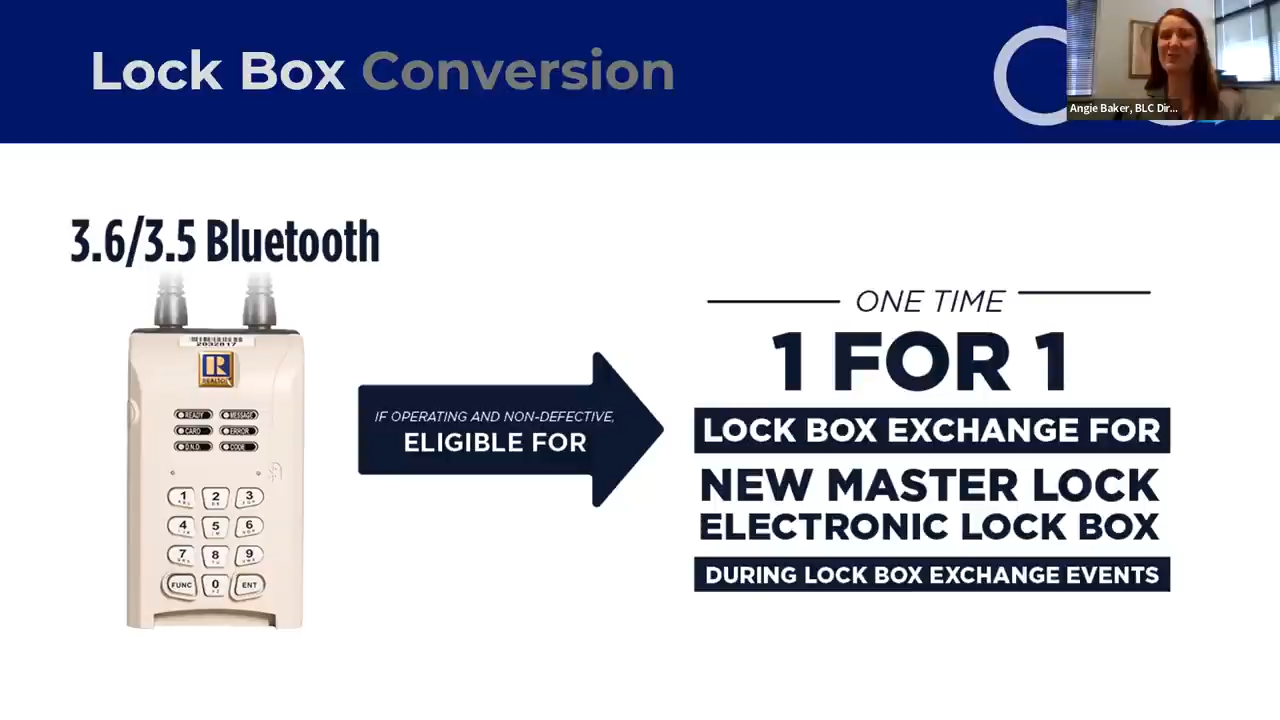 Lock Box Conversion
Angie Baker, BLC Dir...
3.6/3.5 Bluetooth
2032817
R
REALTOR
READY MESSAGE
CARD ERROR
D.N.D CODE
1 2 3
4 5 6
7 8 9
FUNC 0 ENT
IF OPERATING AND NON-DEFECTIVE,
ELIGIBLE FOR
ONE TIME
1 FOR 1
LOCK BOX EXCHANGE FOR
NEW MASTER LOCK
ELECTRONIC LOCK BOX
DURING LOCK BOX EXCHANGE EVENTS